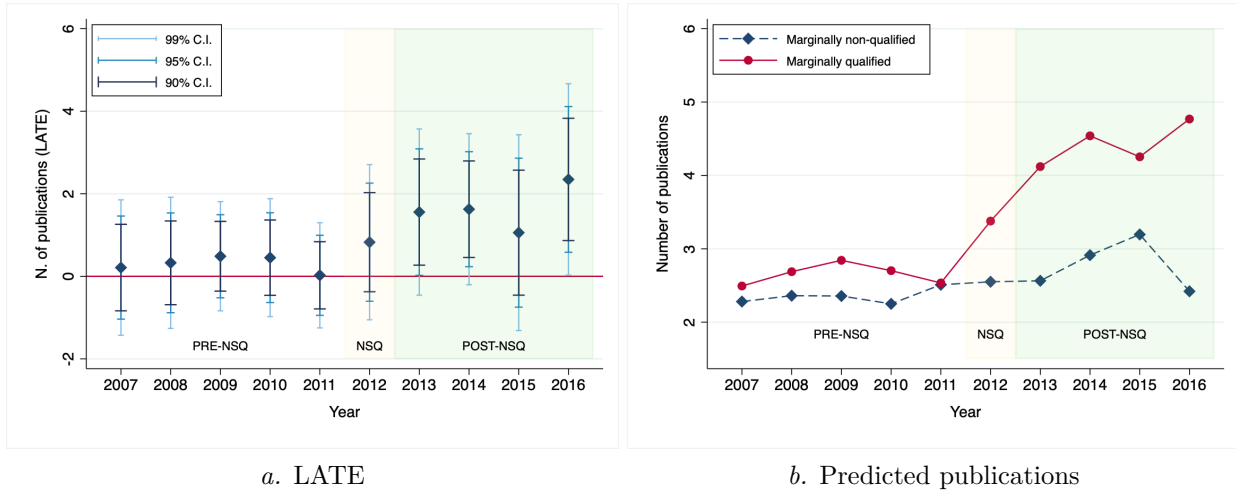 6
4
2
0
-2
N. of publications (LATE)
99% C.I.
95% C.I.
90% C.I.
PRE-NSQ
NSQ
POST-NSQ
2007 2008 2009 2010 2011 2012 2013 2014 2015 2016
Year
a. LATE
6
5
4
3
2
Number of publications
Marginally non-qualified
Marginally qualified
PRE-NSQ
NSQ
POST-NSQ
2007 2008 2009 2010 2011 2012 2013 2014 2015 2016
Year
b. Predicted publications